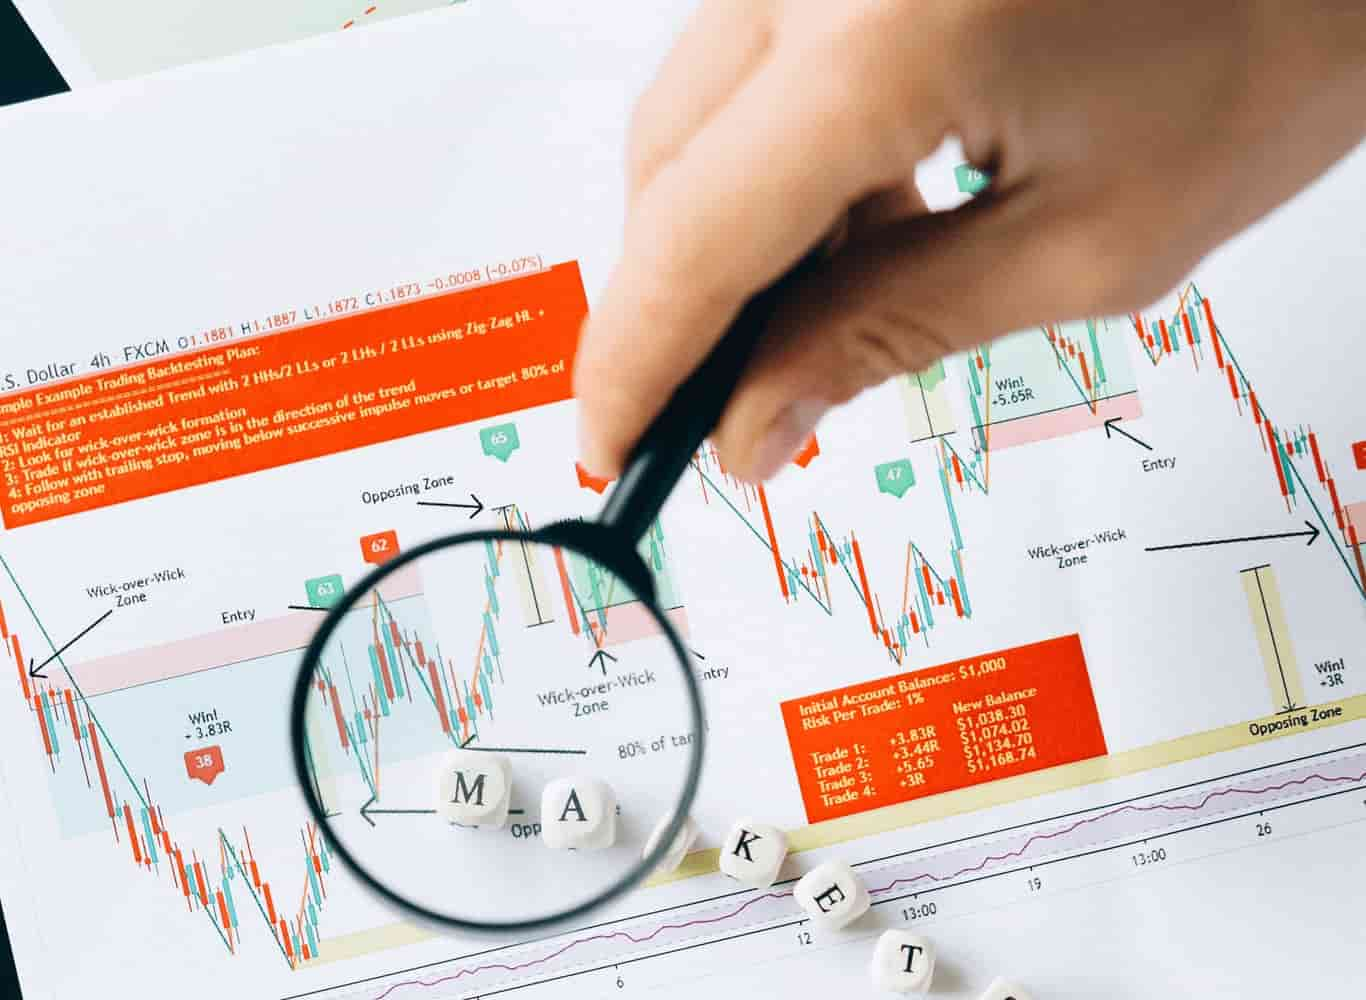 .S. Dollar 4h · FXCM O1.1881 H1.1887 L1.1872 C1.1873 −0.0008 (−0.07%)
mple Example Trading Backtesting Plan:
1: Wait for an established Trend with 2 HHs/2 LLs or 2 LHs / 2 LLs using Zig-Zag HL +
RSI Indicator
2: Look for wick-over-wick formation
3: Trade if wick-over-wick zone is in the direction of the trend
4: Follow with trailing stop, moving below successive impulse moves or target 80% of
opposing zone
76
65
Opposing Zone
62
63
Wick-over-Wick
Zone
Entry
Win!
+ 3.83R
38
Wick-over-Wick
Zone
Entry
80% of tar
Opp
47
Win!
+5.65R
Entry
Wick-over-Wick
Zone
Win!
+3R
Opposing Zone
Initial Account Balance: $1,000
Risk Per Trade: 1%
New Balance
Trade 1: +3.83R $1,038.30
Trade 2: +3.44R $1,074.02
Trade 3: +5.65 $1,134.70
Trade 4: +3R $1,168.74
M A K E T
6 12 13:00 19 13:00 26